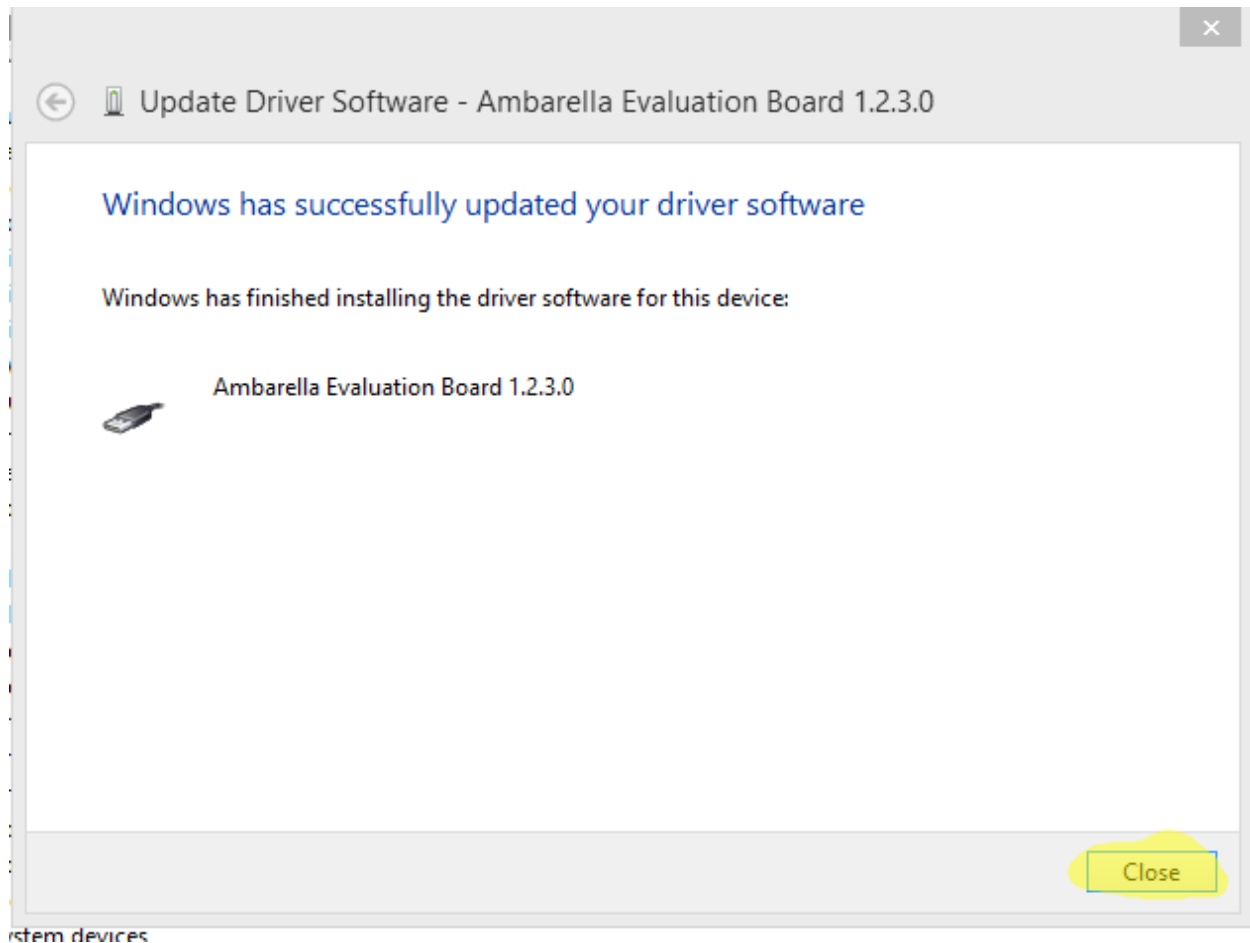 Update Driver Software - Ambarella Evaluation Board 1.2.3.0
Windows has successfully updated your driver software
Windows has finished installing the driver software for this device:
Ambarella Evaluation Board 1.2.3.0
Close
devices